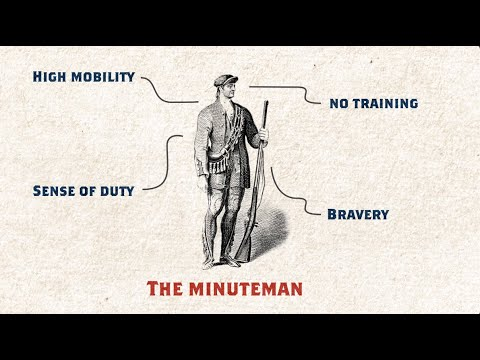 HIGH MOBILITY
NO TRAINING
SENSE OF DUTY
BRAVERY
THE MINUTEMAN